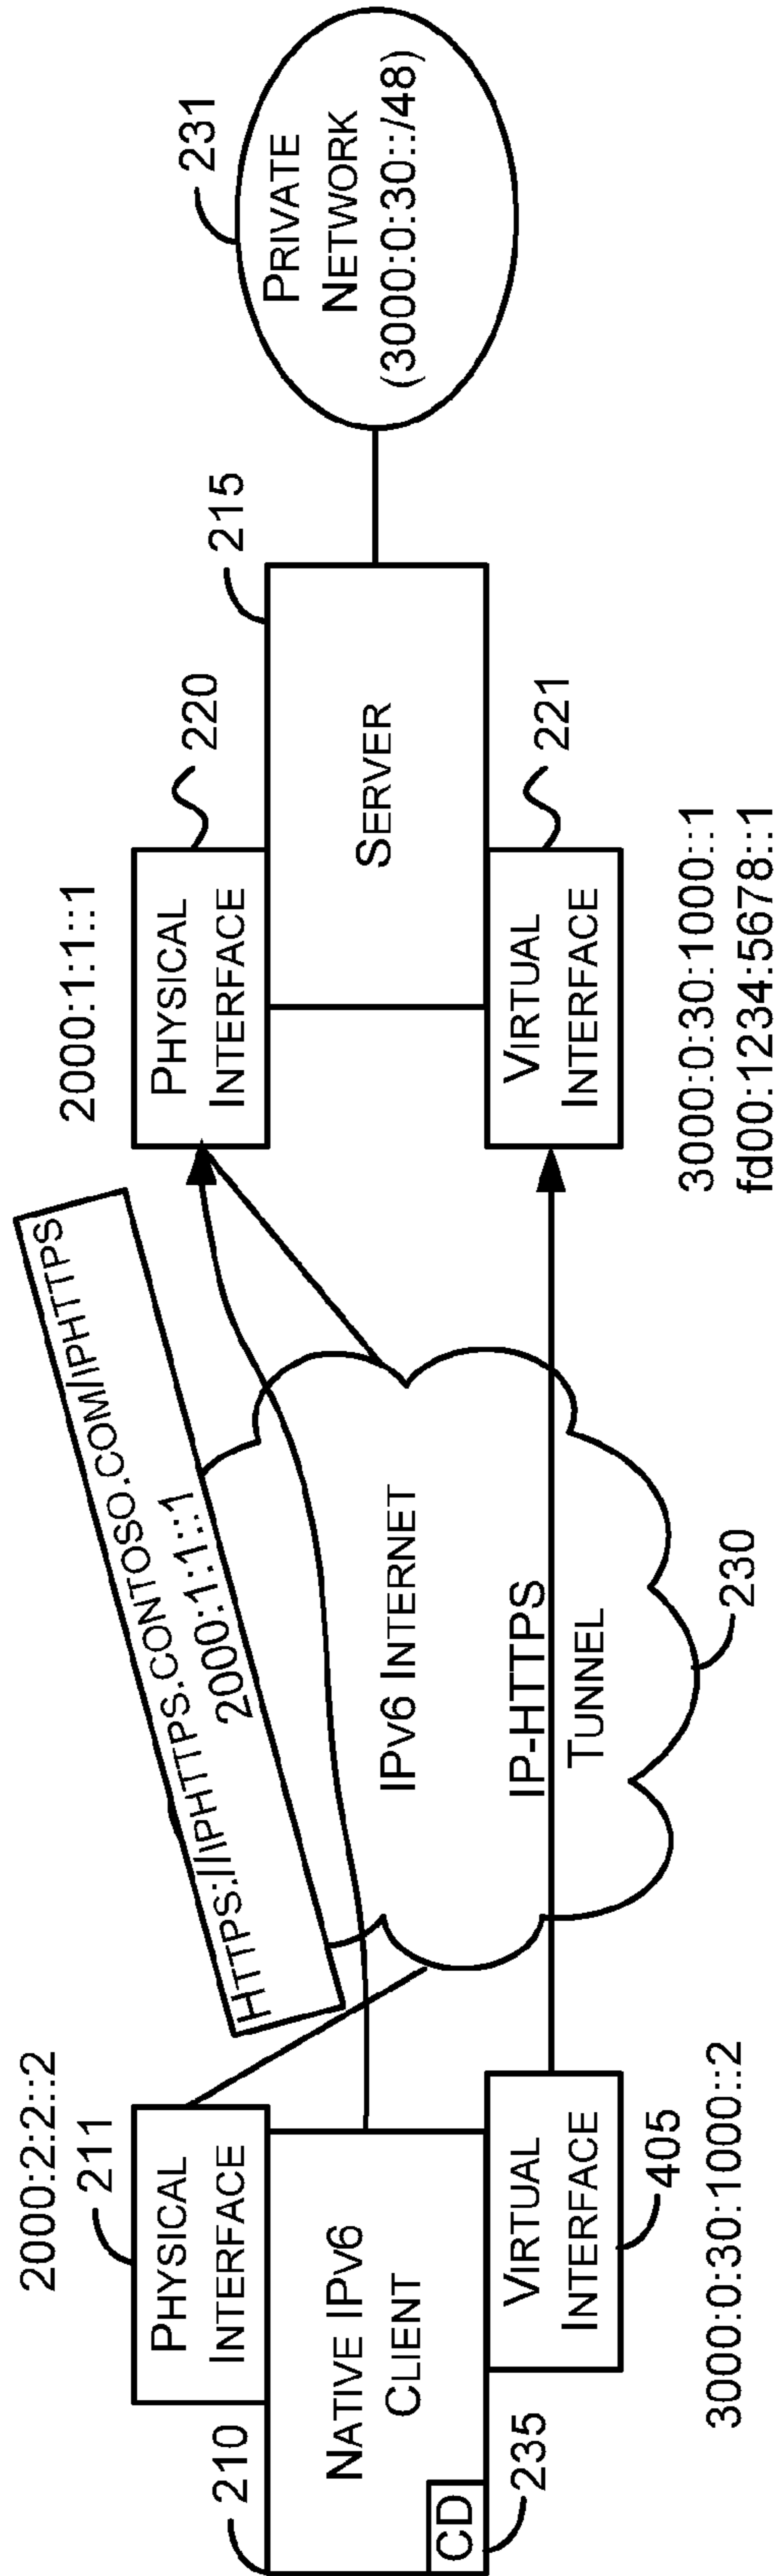 2000:2:2::2
211
210
PHYSICAL
INTERFACE
NATIVE IPV6
CLIENT
CD
235
VIRTUAL
INTERFACE
405
3000:0:30:1000::2
HTTPS://IPHTTPS.CONTOSO.COM/IPHTTPS
2000:1:1::1
IPV6 INTERNET
IP-HTTPS
TUNNEL
230
2000:1:1::1
PHYSICAL
INTERFACE
220
215
SERVER
VIRTUAL
INTERFACE
221
3000:0:30:1000::1
fd00:1234:5678::1
231
PRIVATE
NETWORK
(3000:0:30::/48)